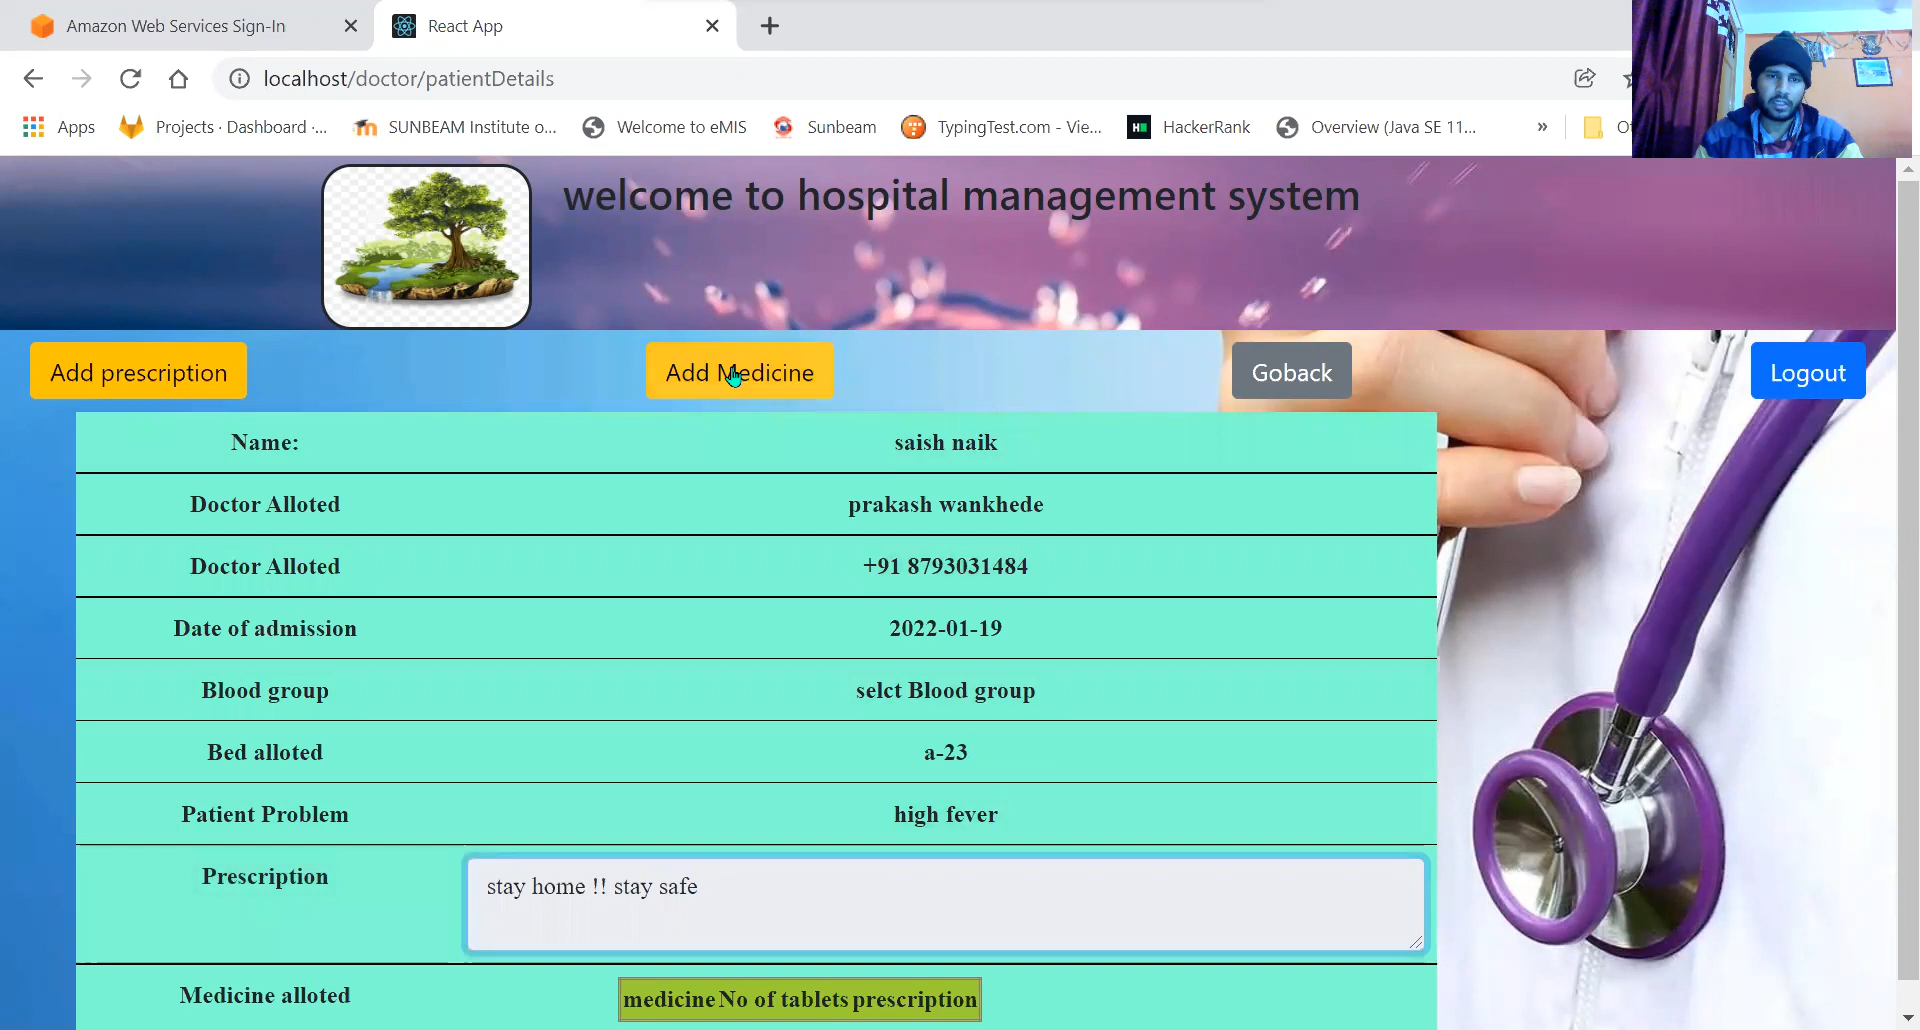 Amazon Web Services Sign-In
React App
localhost/doctor/patientDetails
Apps
Projects · Dashboard ·...
SUNBEAM Institute o...
Welcome to eMIS
Sunbeam
TypingTest.com - Vie...
HackerRank
Overview (Java SE 11...
»
welcome to hospital management system
Add prescription
Add Medicine
Goback
Logout
Name: saish naik
Doctor Alloted prakash wankhede
Doctor Alloted +91 8793031484
Date of admission 2022-01-19
Blood group selct Blood group
Bed alloted a-23
Patient Problem high fever
Prescription stay home !! stay safe
Medicine alloted medicine No of tablets prescription